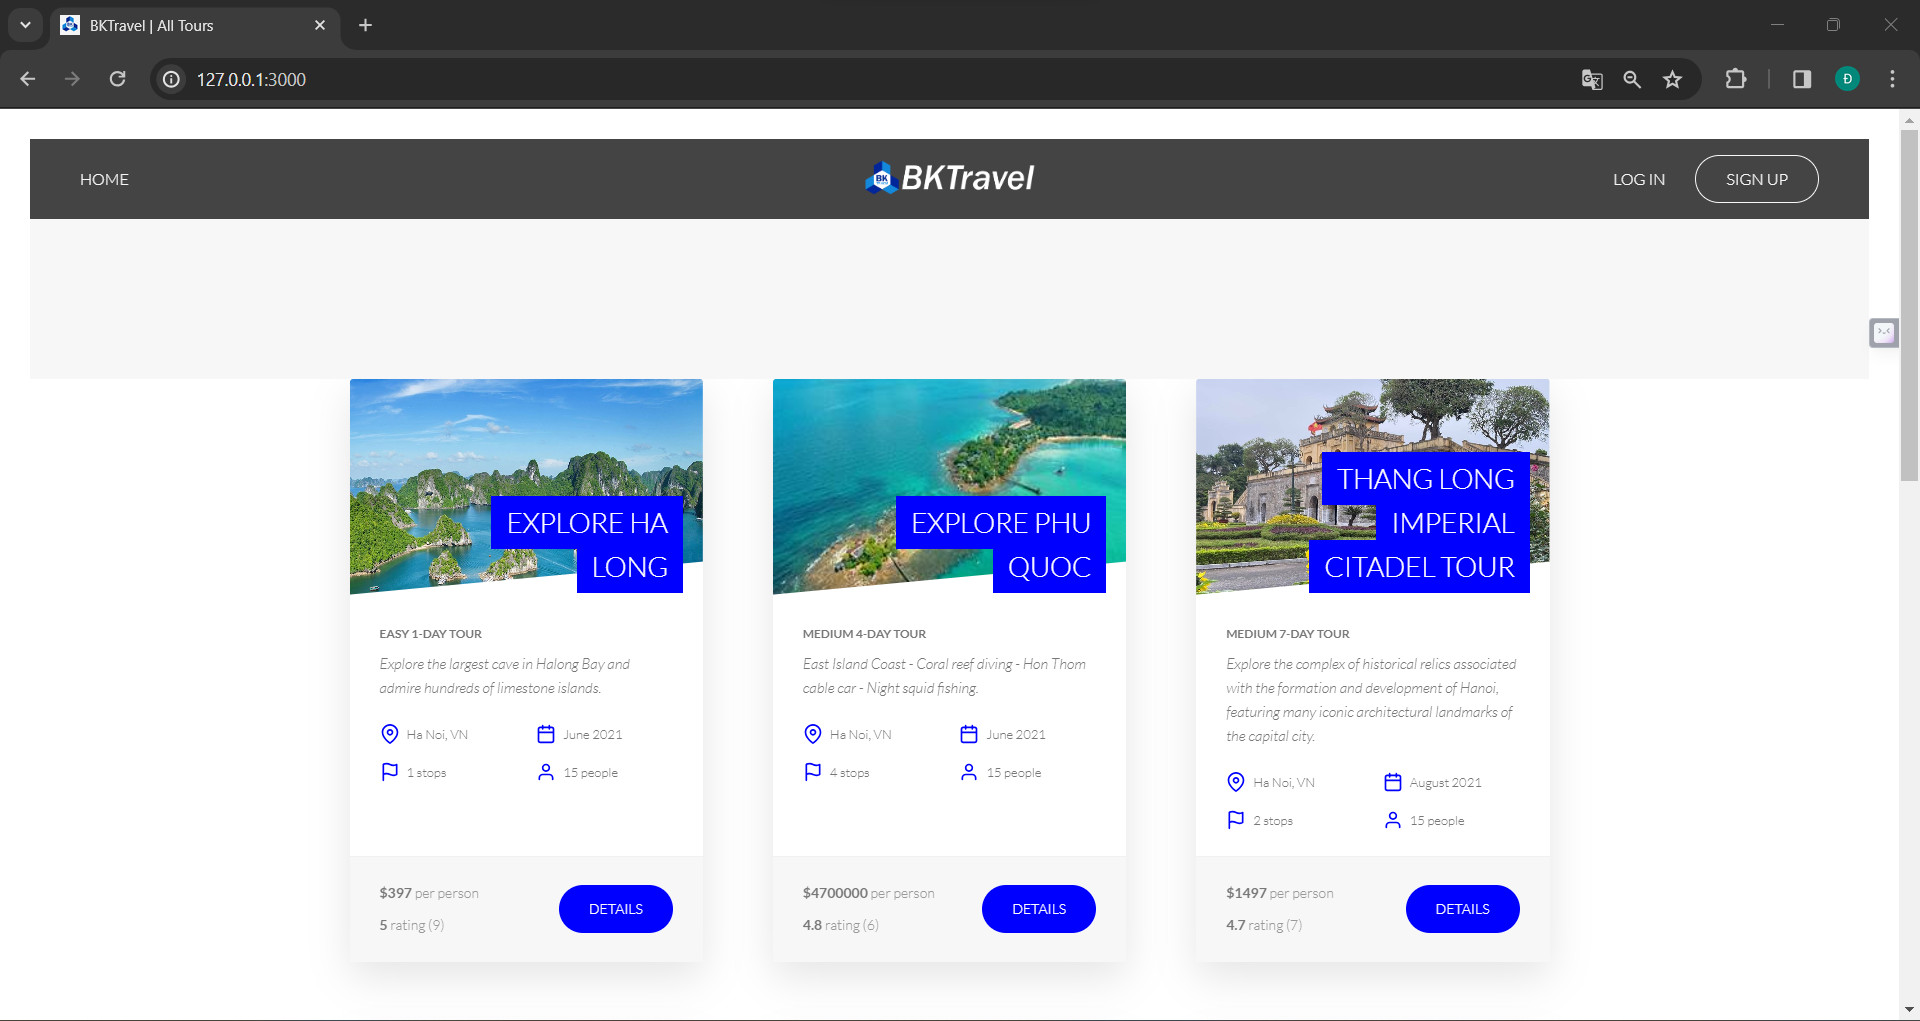 BKTravel | All Tours
127.0.0.1:3000
Đ
HOME
BK
BKTravel
LOG IN
SIGN UP
EXPLORE HA
LONG
EASY 1-DAY TOUR
Explore the largest cave in Halong Bay and
admire hundreds of limestone islands.
Ha Noi, VN
June 2021
1 stops
15 people
$397 per person
5 rating (9)
DETAILS
EXPLORE PHU
QUOC
MEDIUM 4-DAY TOUR
East Island Coast - Coral reef diving - Hon Thom
cable car - Night squid fishing.
Ha Noi, VN
June 2021
4 stops
15 people
$4700000 per person
4.8 rating (6)
DETAILS
THANG LONG
IMPERIAL
CITADEL TOUR
MEDIUM 7-DAY TOUR
Explore the complex of historical relics associated
with the formation and development of Hanoi,
featuring many iconic architectural landmarks of
the capital city.
Ha Noi, VN
August 2021
2 stops
15 people
$1497 per person
4.7 rating (7)
DETAILS